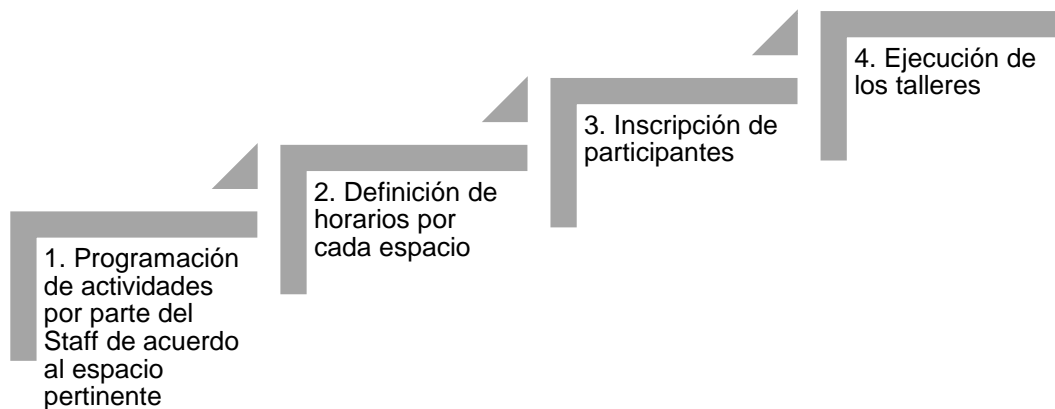 1. Programación
de actividades
por parte del
Staff de acuerdo
al espacio
pertinente
2. Definición de
horarios por
cada espacio
3. Inscripción de
participantes
4. Ejecución de
los talleres